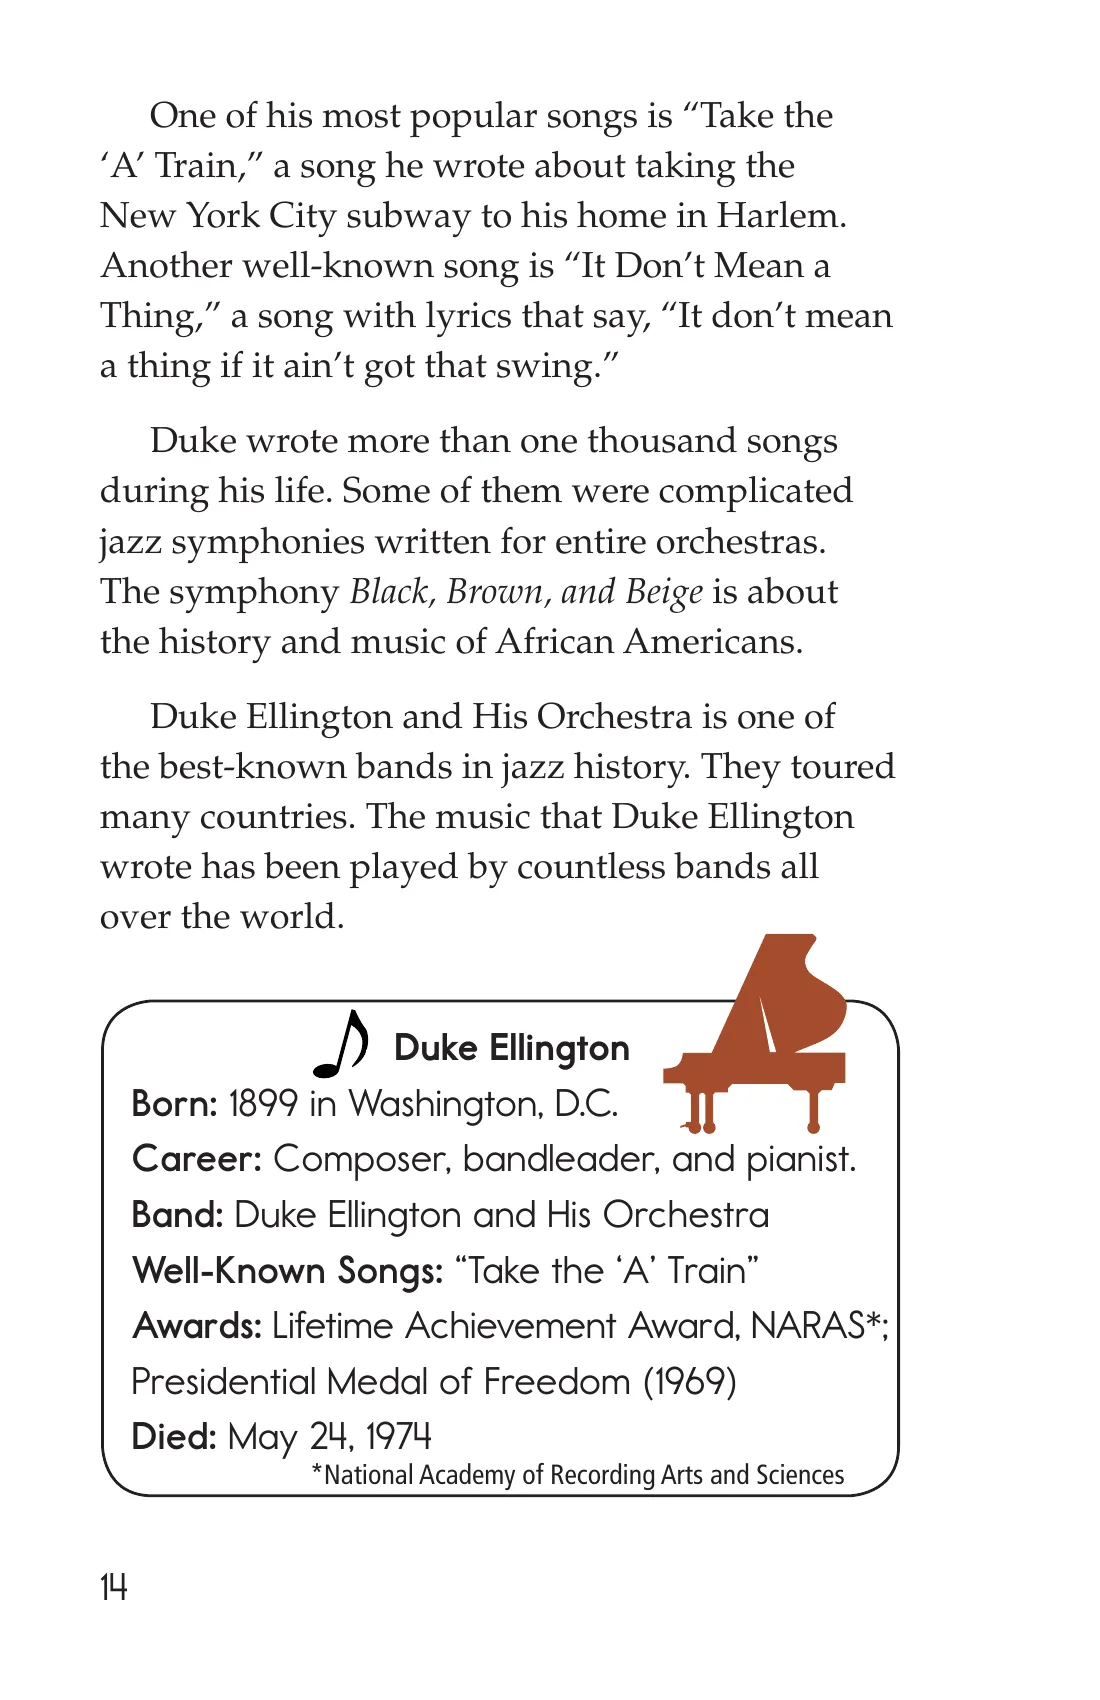 One of his most popular songs is “Take the
‘A’ Train,” a song he wrote about taking the
New York City subway to his home in Harlem.
Another well-known song is “It Don’t Mean a
Thing,” a song with lyrics that say, “It don’t mean
a thing if it ain’t got that swing.”
Duke wrote more than one thousand songs
during his life. Some of them were complicated
jazz symphonies written for entire orchestras.
The symphony Black, Brown, and Beige is about
the history and music of African Americans.
Duke Ellington and His Orchestra is one of
the best-known bands in jazz history. They toured
many countries. The music that Duke Ellington
wrote has been played by countless bands all
over the world.
Duke Ellington
Born: 1899 in Washington, D.C.
Career: Composer, bandleader, and pianist.
Band: Duke Ellington and His Orchestra
Well-Known Songs: “Take the ‘A’ Train”
Awards: Lifetime Achievement Award, NARAS*;
Presidential Medal of Freedom (1969)
Died: May 24, 1974
*National Academy of Recording Arts and Sciences
14